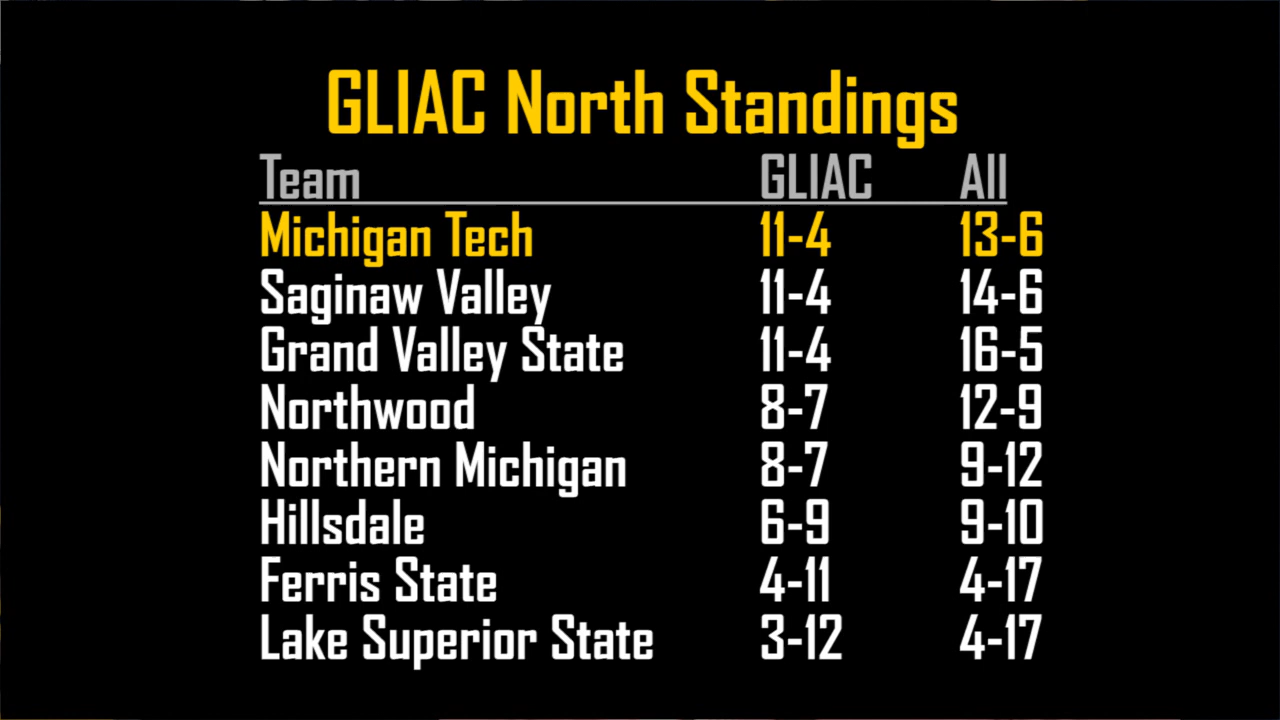 GLIAC North Standings
Team GLIAC All
Michigan Tech 11-4 13-6
Saginaw Valley 11-4 14-6
Grand Valley State 11-4 16-5
Northwood 8-7 12-9
Northern Michigan 8-7 9-12
Hillsdale 6-9 9-10
Ferris State 4-11 4-17
Lake Superior State 3-12 4-17